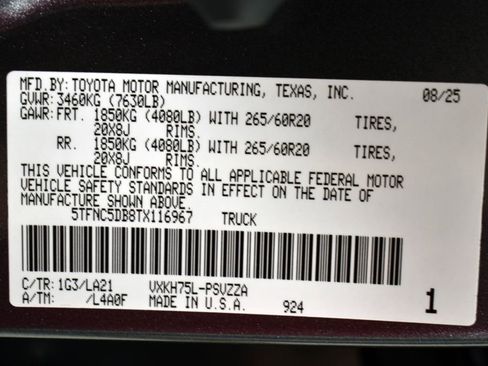 MFD.BY:TOYOTA MOTOR MANUFACTURING, TEXAS, INC. 08/25
GVWR: 3460KG (7630LB)
GAWR:FRT. 1850KG (4080LB) WITH 265/60R20 TIRES,
20X8J RIMS.
RR. 1850KG (4080LB) WITH 265/60R20 TIRES,
20X8J RIMS.
THIS VEHICLE CONFORMS TO ALL APPLICABLE FEDERAL MOTOR
VEHICLE SAFETY STANDARDS IN EFFECT ON THE DATE OF
MANUFACTURE SHOWN ABOVE.
5TFNC5DB8TX116967 TRUCK
C/TR: 1G3/LA21 VXKH75L-PSVZZA
A/TM: /L4A0F MADE IN U.S.A. 924 1